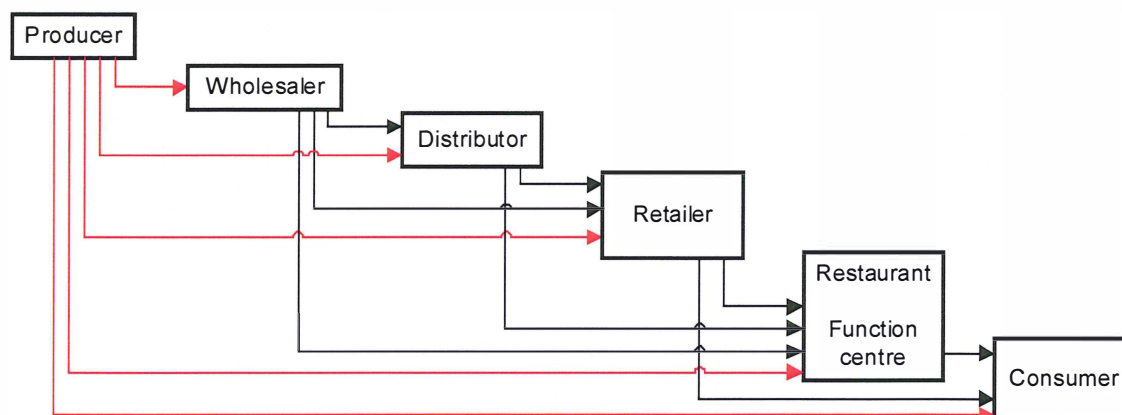 Producer
Wholesaler
Distributor
Retailer
Restaurant
Function
centre
Consumer